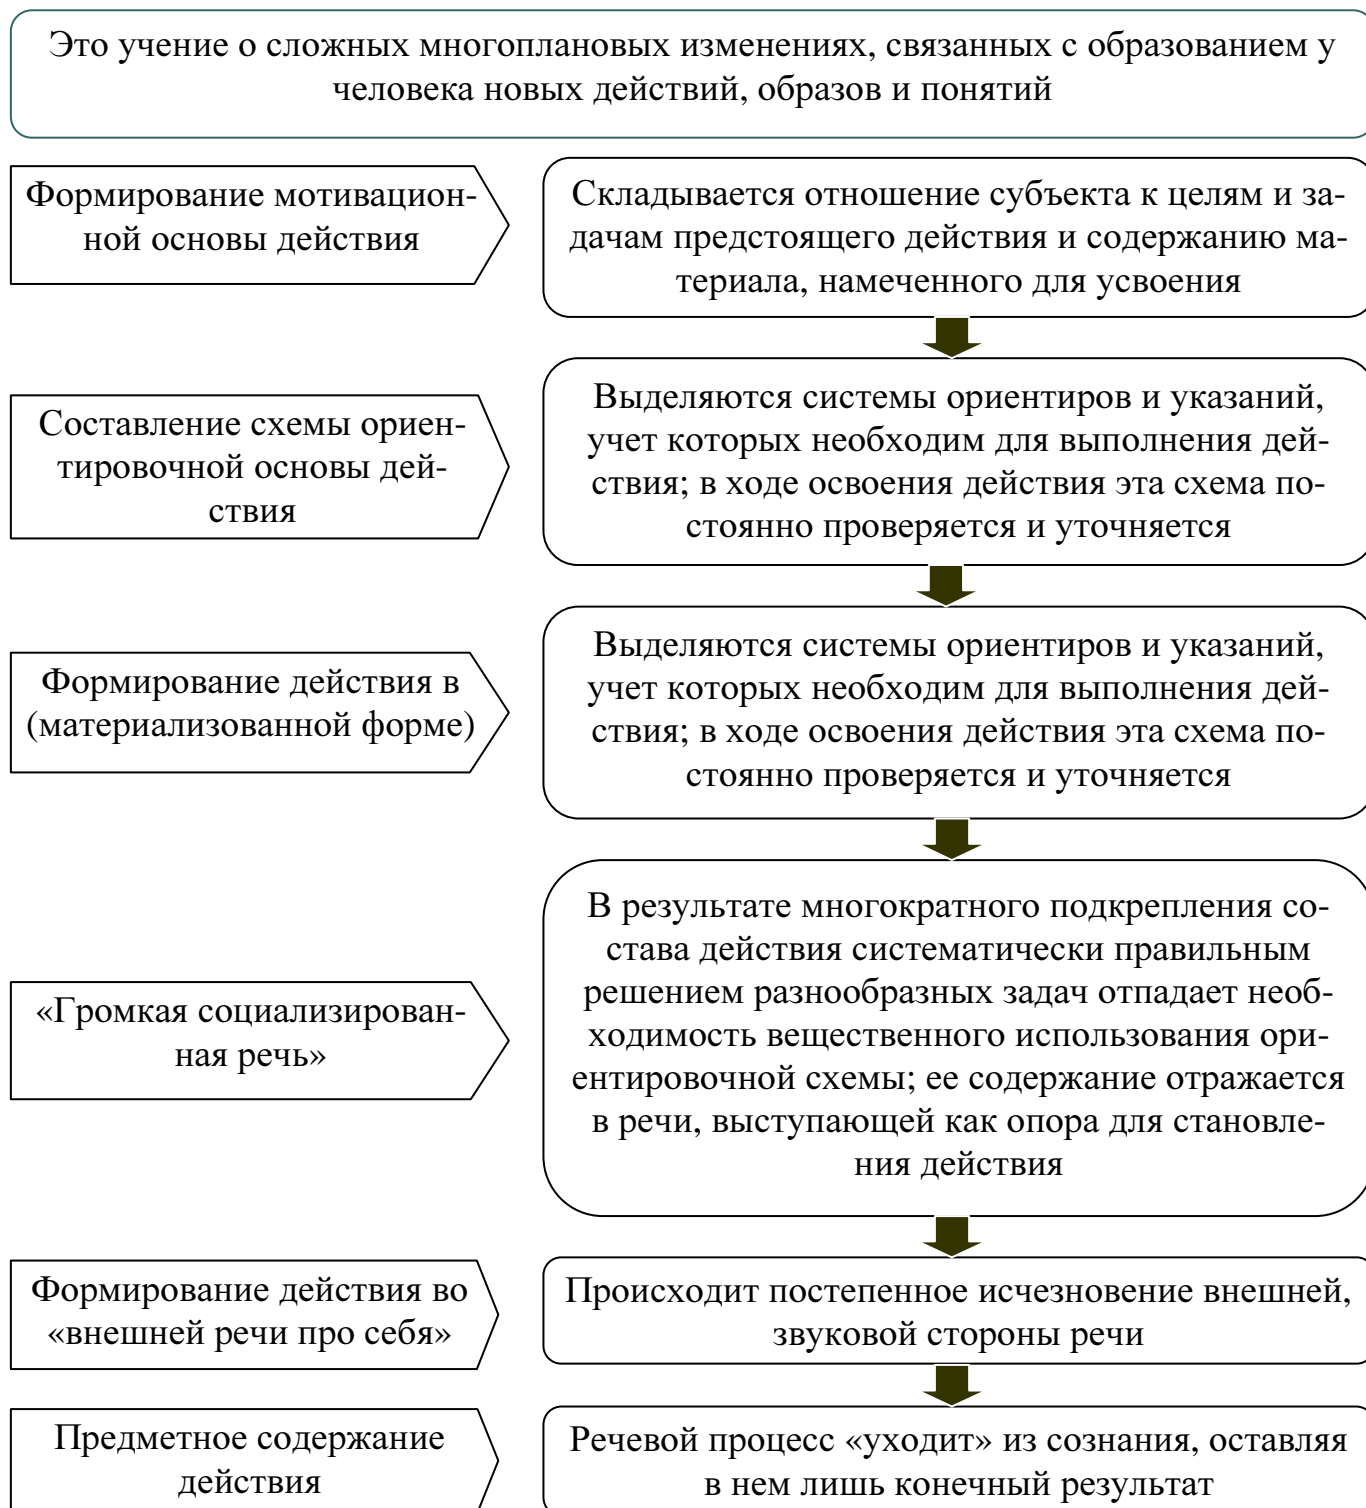 Это учение о сложных многоплановых изменениях, связанных с образованием у
человека новых действий, образов и понятий
Формирование мотивацион-
ной основы действия
Складывается отношение субъекта к целям и за-
дачам предстоящего действия и содержанию ма-
териала, намеченного для усвоения
Составление схемы ориен-
тировочной основы дей-
ствия
Выделяются системы ориентиров и указаний,
учет которых необходим для выполнения дей-
ствия; в ходе освоения действия эта схема по-
стоянно проверяется и уточняется
Формирование действия в
(материализованной форме)
Выделяются системы ориентиров и указаний,
учет которых необходим для выполнения дей-
ствия; в ходе освоения действия эта схема по-
стоянно проверяется и уточняется
«Громкая социализирован-
ная речь»
В результате многократного подкрепления со-
става действия систематически правильным
решением разнообразных задач отпадает необ-
ходимость вещественного использования ори-
ентировочной схемы; ее содержание отражается
в речи, выступающей как опора для становле-
ния действия
Формирование действия во
«внешней речи про себя»
Происходит постепенное исчезновение внешней,
звуковой стороны речи
Предметное содержание
действия
Речевой процесс «уходит» из сознания, оставляя
в нем лишь конечный результат